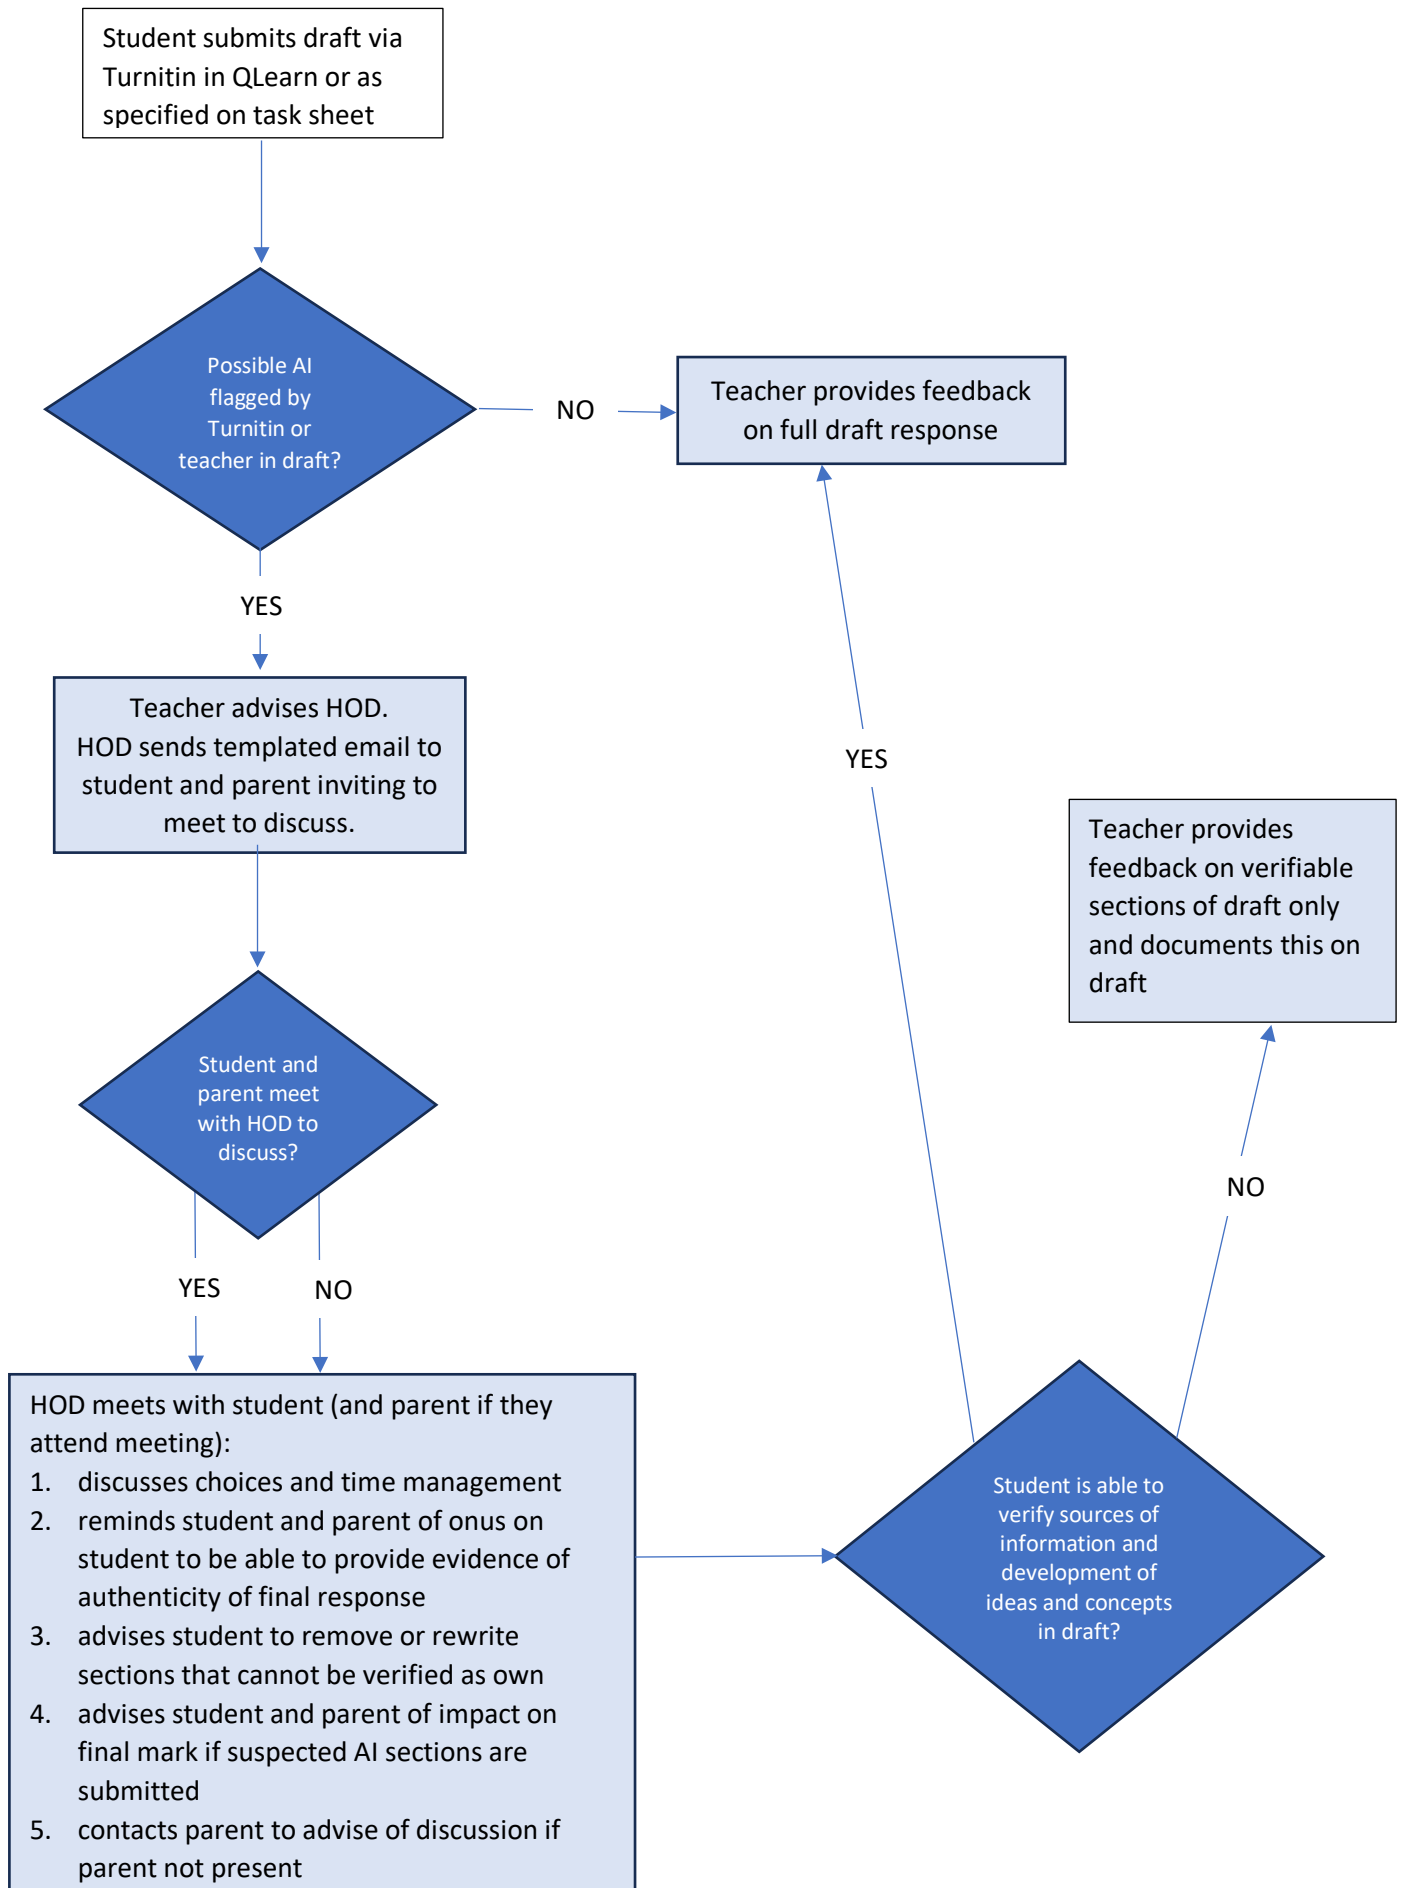 Student submits draft via
Turnitin in QLearn or as
specified on task sheet
Possible AI
flagged by
Turnitin or
teacher in draft?
NO
Teacher provides feedback
on full draft response
YES
Teacher advises HOD.
HOD sends templated email to
student and parent inviting to
meet to discuss.
YES
Teacher provides
feedback on verifiable
sections of draft only
and documents this on
draft
Student and
parent meet
with HOD to
discuss?
NO
YES
NO
HOD meets with student (and parent if they
attend meeting):
1. discusses choices and time management
2. reminds student and parent of onus on
student to be able to provide evidence of
authenticity of final response
3. advises student to remove or rewrite
sections that cannot be verified as own
4. advises student and parent of impact on
final mark if suspected AI sections are
submitted
5. contacts parent to advise of discussion if
parent not present
Student is able to
verify sources of
information and
development of
ideas and concepts
in draft?